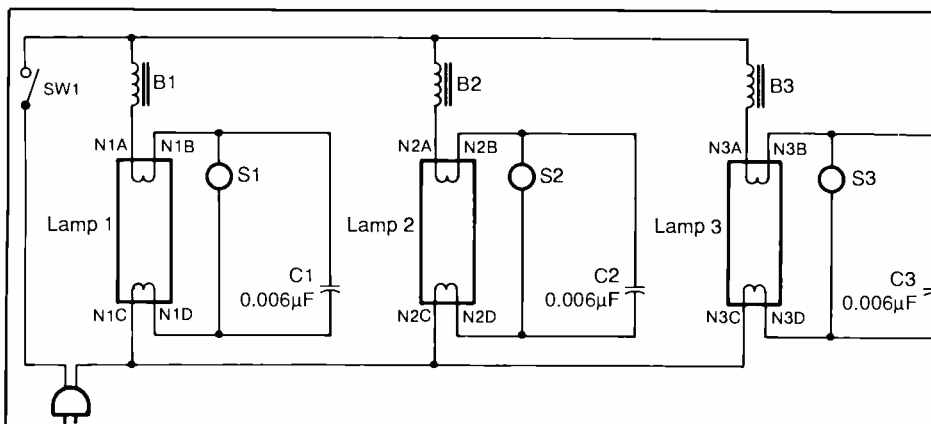 SW1
B1
B2
B3
N1A N1B
N2A N2B
N3A N3B
S1
S2
S3
Lamp 1
Lamp 2
Lamp 3
C1
0.006µF
C2
0.006µF
C3
0.006µF
N1C N1D
N2C N2D
N3C N3D